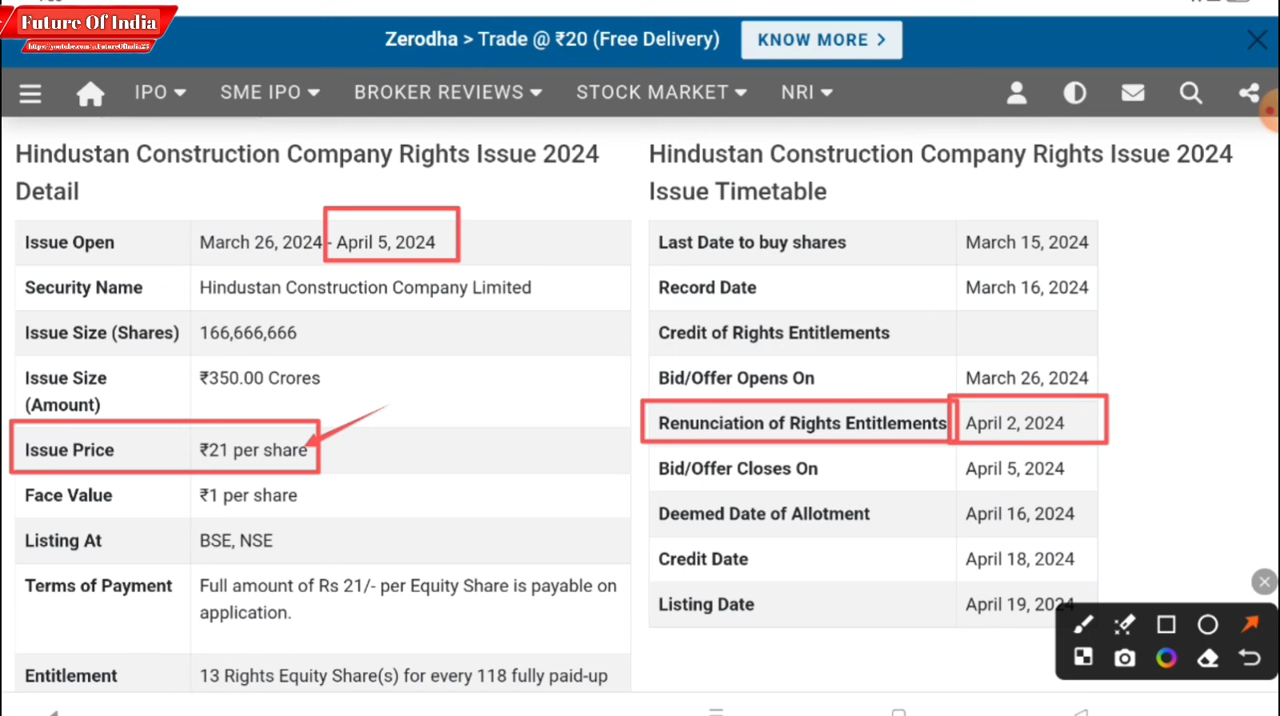 Future Of India
Zerodha > Trade @ ₹20 (Free Delivery)
KNOW MORE >
IPO
SME IPO
BROKER REVIEWS
STOCK MARKET
NRI
Hindustan Construction Company Rights Issue 2024
Detail
Issue Open March 26, 2024 - April 5, 2024
Security Name Hindustan Construction Company Limited
Issue Size (Shares) 166,666,666
Issue Size ₹350.00 Crores
(Amount)
Issue Price ₹21 per share
Face Value ₹1 per share
Listing At BSE, NSE
Terms of Payment Full amount of Rs 21/- per Equity Share is payable on
application.
Entitlement 13 Rights Equity Share(s) for every 118 fully paid-up
Hindustan Construction Company Rights Issue 2024
Issue Timetable
Last Date to buy shares March 15, 2024
Record Date March 16, 2024
Credit of Rights Entitlements
Bid/Offer Opens On March 26, 2024
Renunciation of Rights Entitlements April 2, 2024
Bid/Offer Closes On April 5, 2024
Deemed Date of Allotment April 16, 2024
Credit Date April 18, 2024
Listing Date April 19, 2024